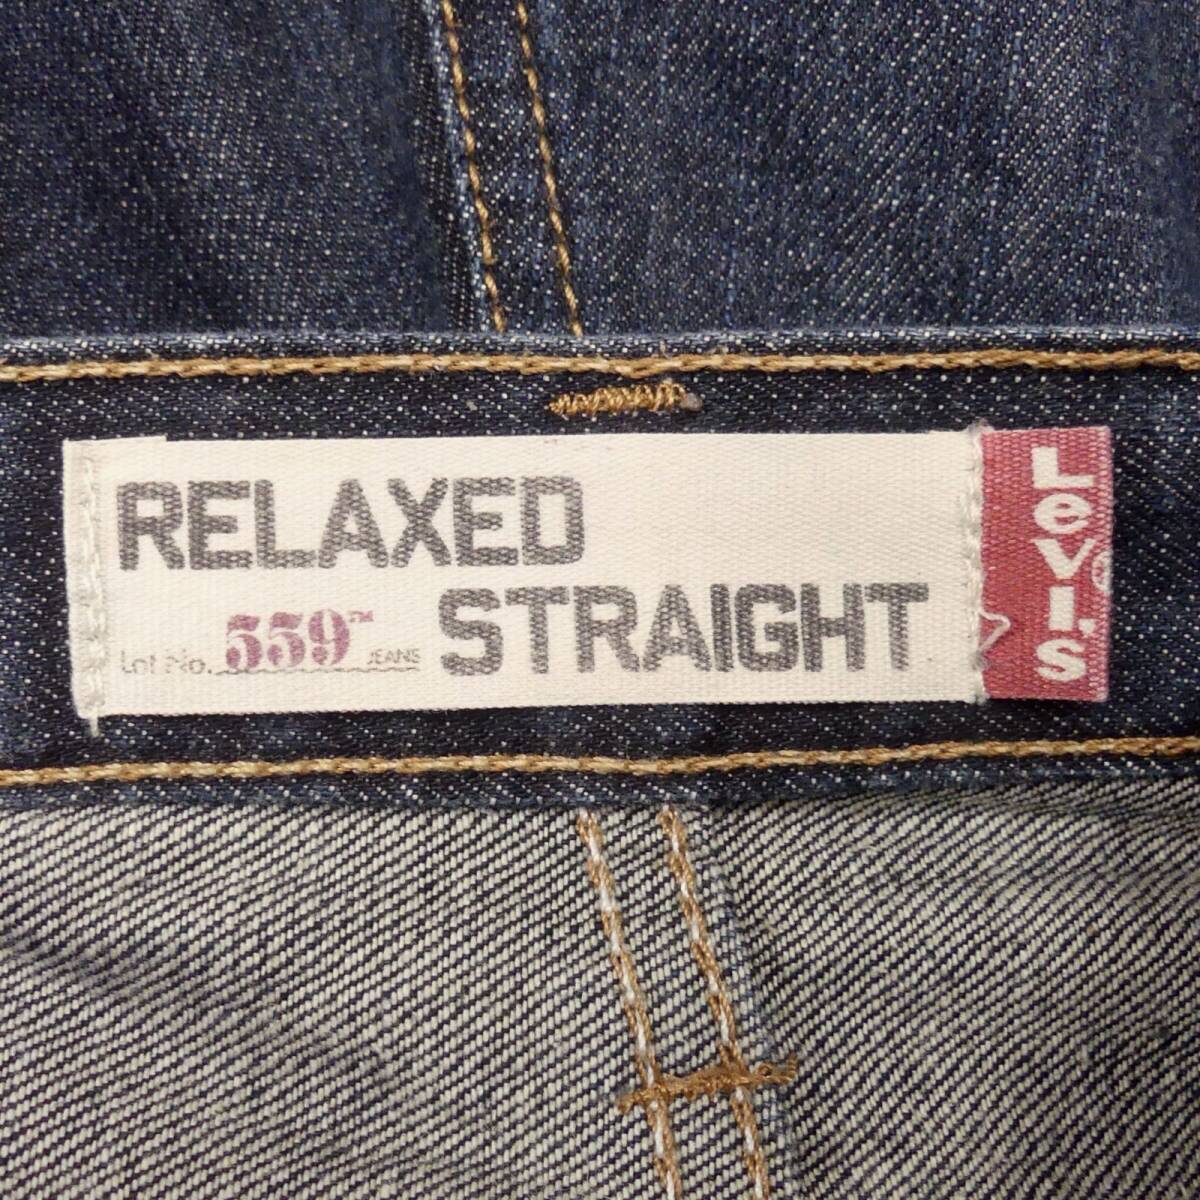 RELAXED
Lot No. 559™ JEANS STRAIGHT
LeVI'S®